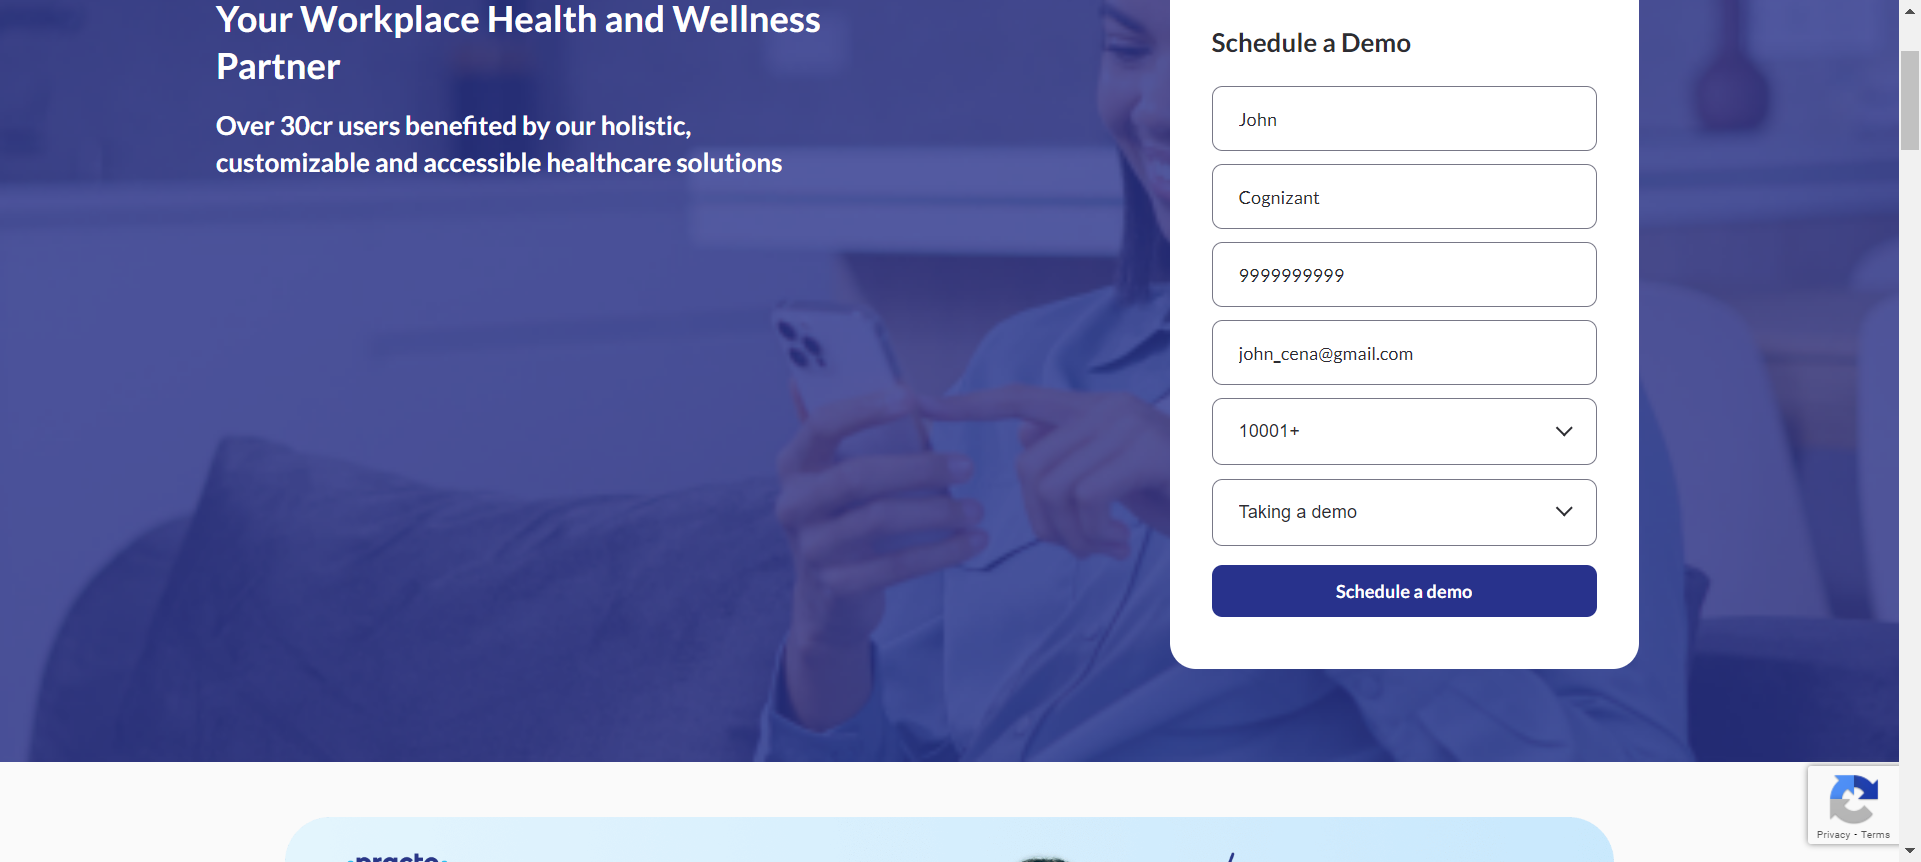 Your Workplace Health and Wellness
Partner
Over 30cr users benefited by our holistic,
customizable and accessible healthcare solutions
Schedule a Demo
John
Cognizant
9999999999
john_cena@gmail.com
10001+
Taking a demo
Schedule a demo
Privacy - Terms
•practo•